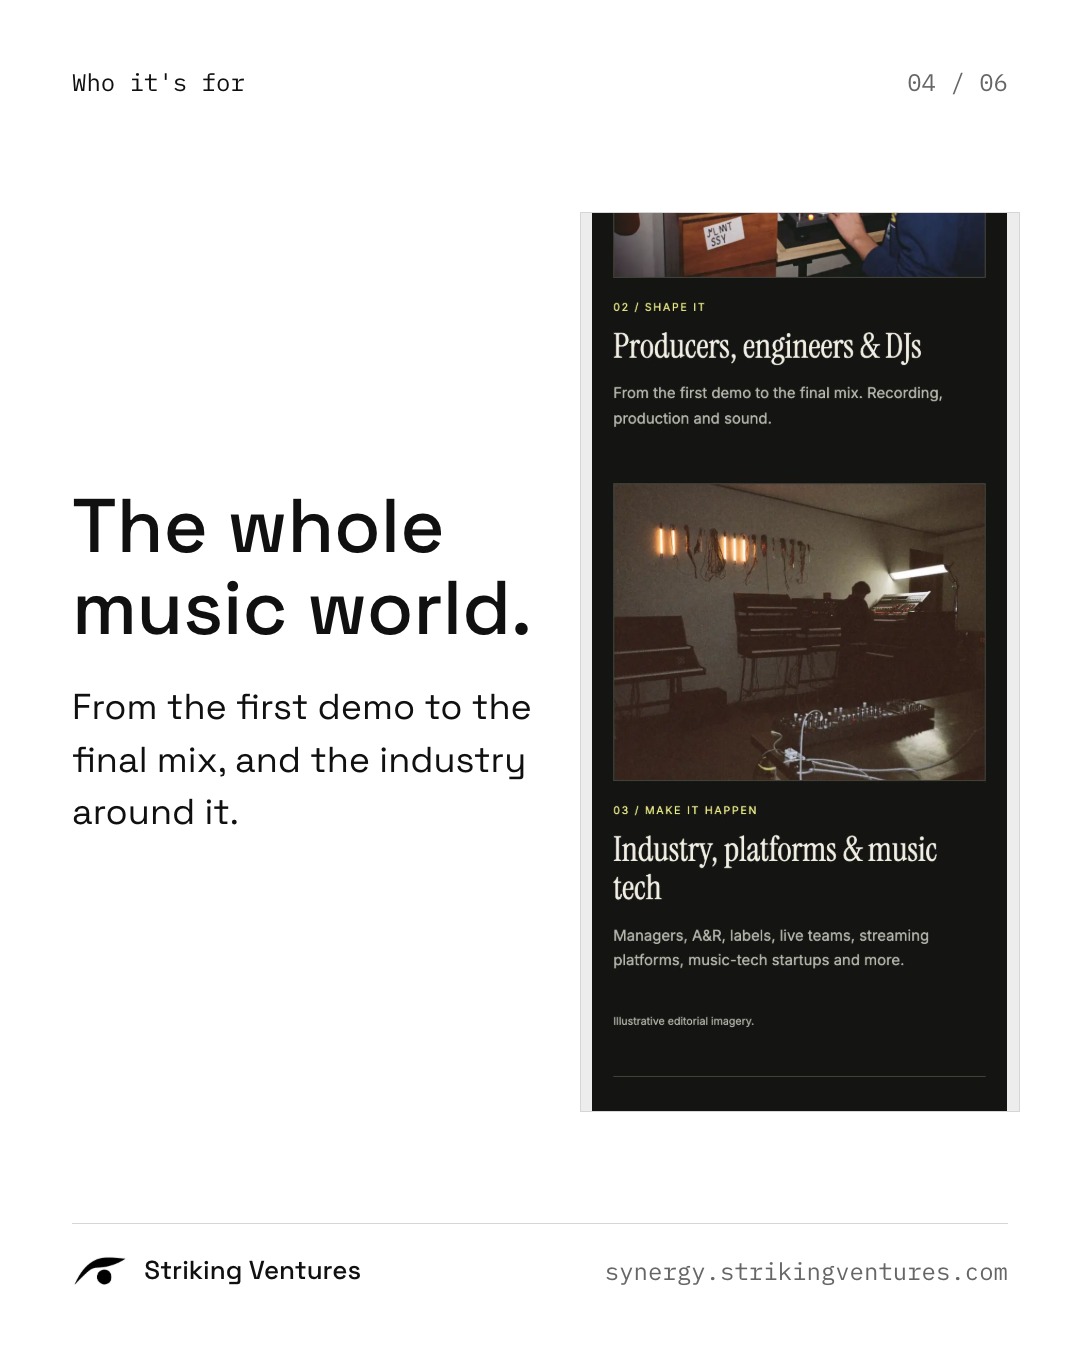 Who it's for
04 / 06
The whole
music world.
From the first demo to the
final mix, and the industry
around it.
02 / SHAPE IT
Producers, engineers & DJs
From the first demo to the final mix. Recording,
production and sound.
03 / MAKE IT HAPPEN
Industry, platforms & music
tech
Managers, A&R, labels, live teams, streaming
platforms, music-tech startups and more.
Illustrative editorial imagery.
Striking Ventures
synergy.strikingventures.com